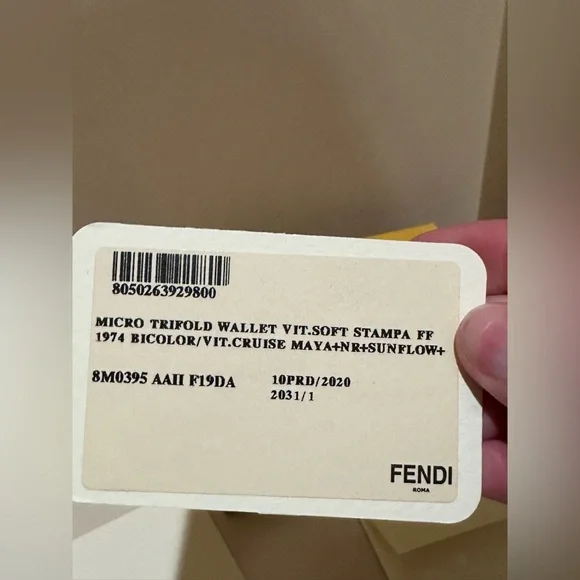 8050263929800
MICRO TRIFOLD WALLET VIT.SOFT STAMPA FF
1974 BICOLOR/VIT.CRUISE MAYA+NR+SUNFLOW+
8M0395 AAII F19DA 10PRD/2020
2031/1
FENDI
ROMA